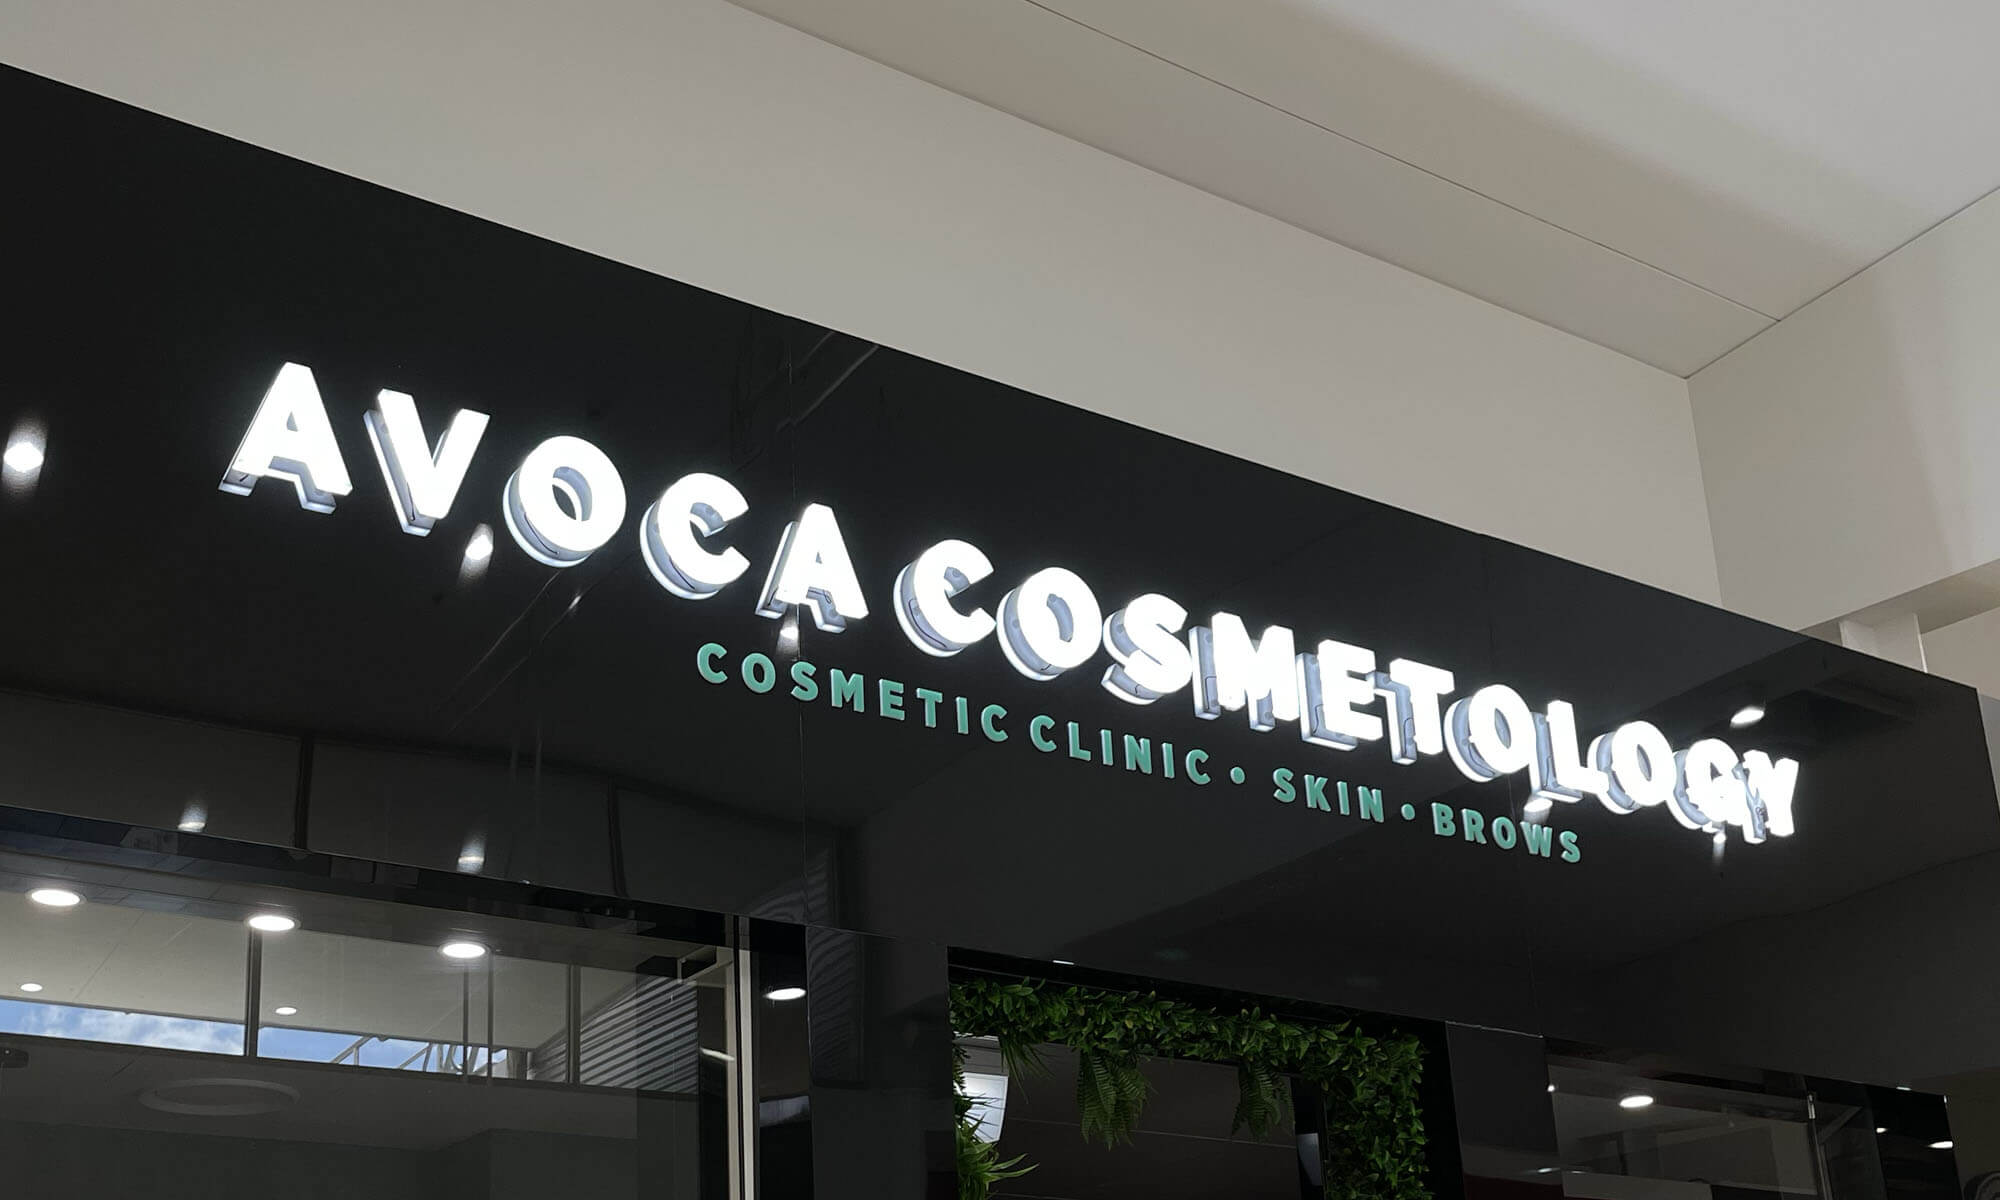 AVOCA COSMETOLOGY
COSMETIC CLINIC • SKIN • BROWS